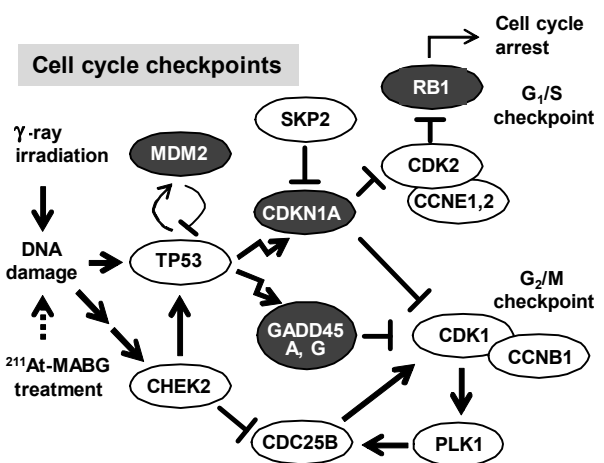 Cell cycle checkpoints
Cell cycle
arrest
RB1
G1/S
checkpoint
SKP2
γ-ray
irradiation
MDM2
CDK2
CCNE1,2
CDKN1A
DNA
damage
TP53
G2/M
checkpoint
GADD45
A, G
CDK1
CCNB1
211At-MABG
treatment
CHEK2
CDC25B
PLK1